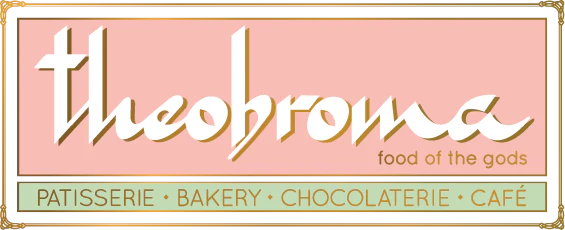 theobroma
food of the gods
PATISSERIE • BAKERY • CHOCOLATERIE • CAFÉ